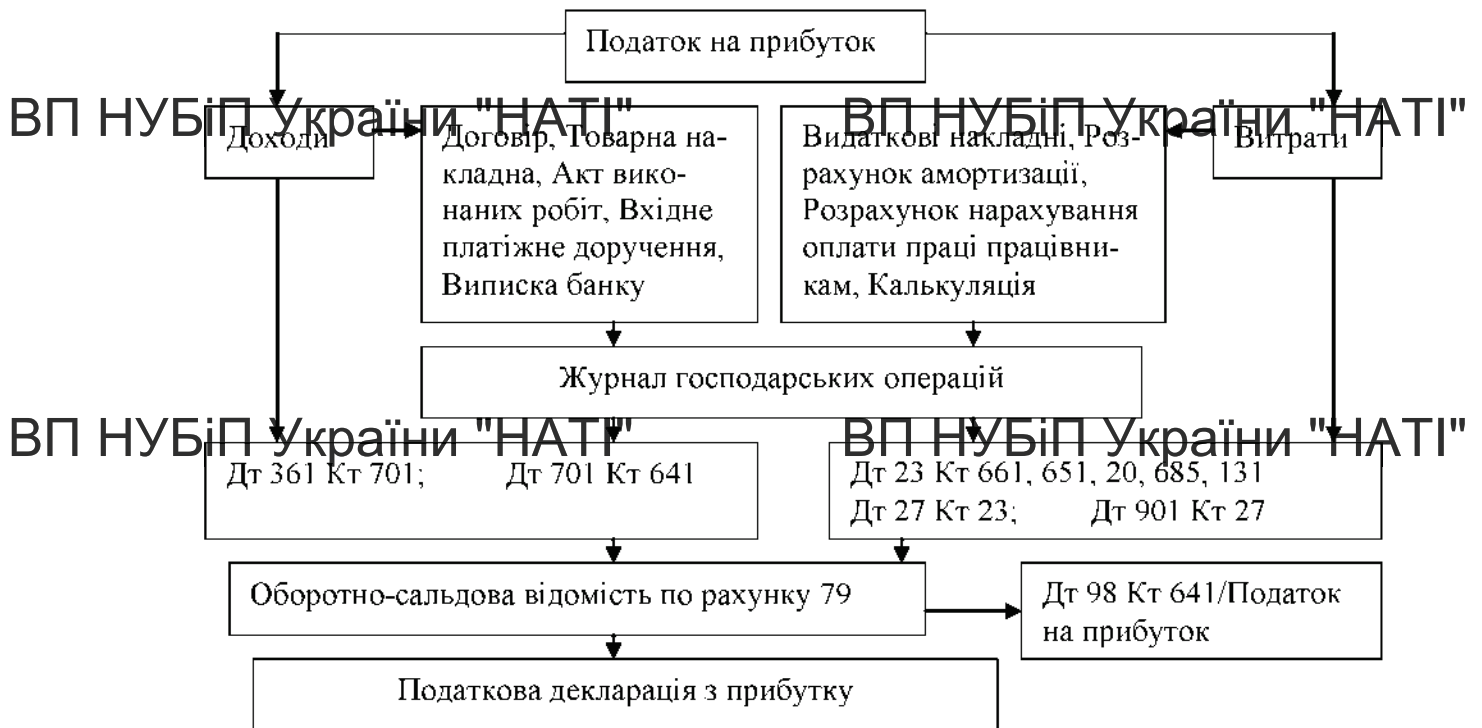 Податок на прибуток
ВП НУБіП України "НАТІ"
ВП НУБіП України "НАТІ"
Доходи
Договір, Товарна на-
кладна, Акт вико-
наних робіт, Вхідне
платіжне доручення,
Виписка банку
Видаткові накладні, Роз-
рахунок амортизації,
Розрахунок нарахування
оплати праці працівни-
кам, Калькуляція
Витрати
Журнал господарських операцій
ВП НУБіП України "НАТІ"
ВП НУБіП України "НАТІ"
Дт 361 Кт 701; Дт 701 Кт 641
Дт 23 Кт 661, 651, 20, 685, 131
Дт 27 Кт 23; Дт 901 Кт 27
Оборотно-сальдова відомість по рахунку 79
Дт 98 Кт 641/Податок
на прибуток
Податкова декларація з прибутку